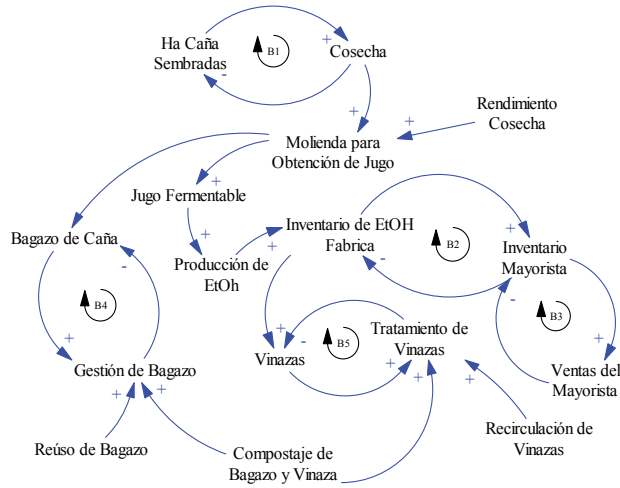 Ha Caña
Sembradas
+
-
B1
+
Cosecha
+
Rendimiento
Cosecha
+
Molienda para
Obtención de Jugo
+
Jugo Fermentable
+
Bagazo de Caña
-
Producción de
EtOh
+
Inventario de EtOH
Fabrica
-
B2
+
Inventario
Mayorista
-
B3
+
Ventas del
Mayorista
B4
+
Gestión de Bagazo
+
+
+
-
Vinazas
B5
Tratamiento de
Vinazas
+
+
+
Reúso de Bagazo
Compostaje de
Bagazo y Vinaza
Recirculación de
Vinazas